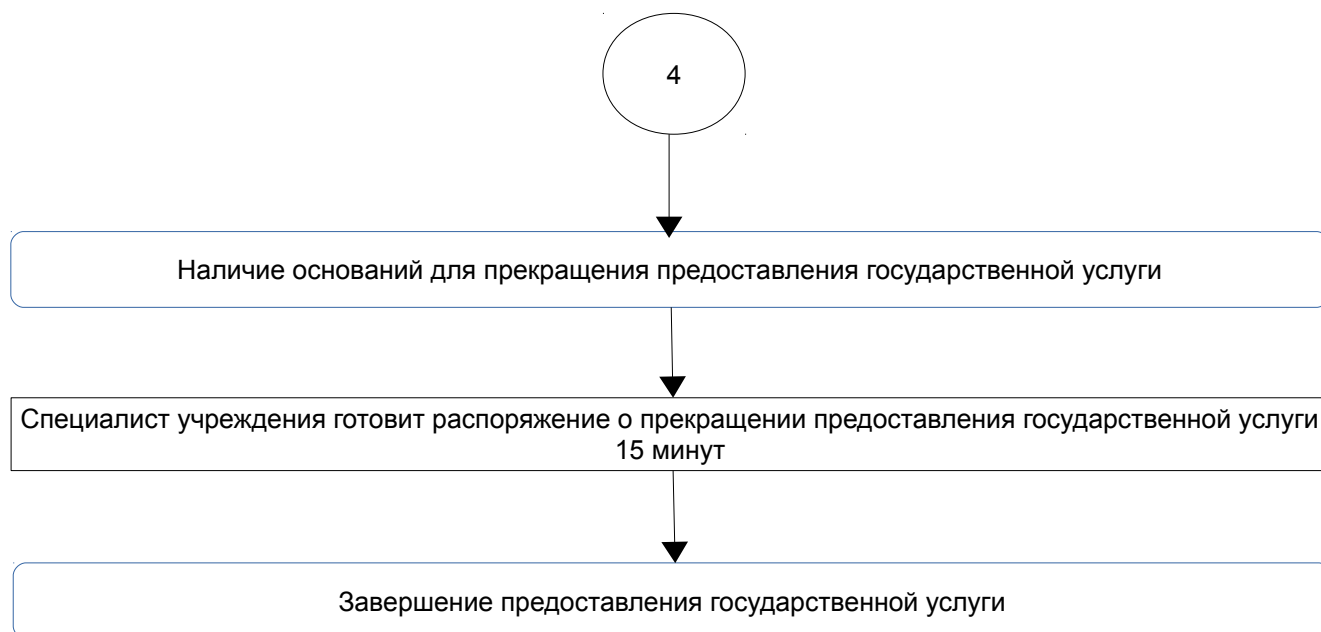 4
Наличие оснований для прекращения предоставления государственной услуги
Специалист учреждения готовит распоряжение о прекращении предоставления государственной услуги
15 минут
Завершение предоставления государственной услуги